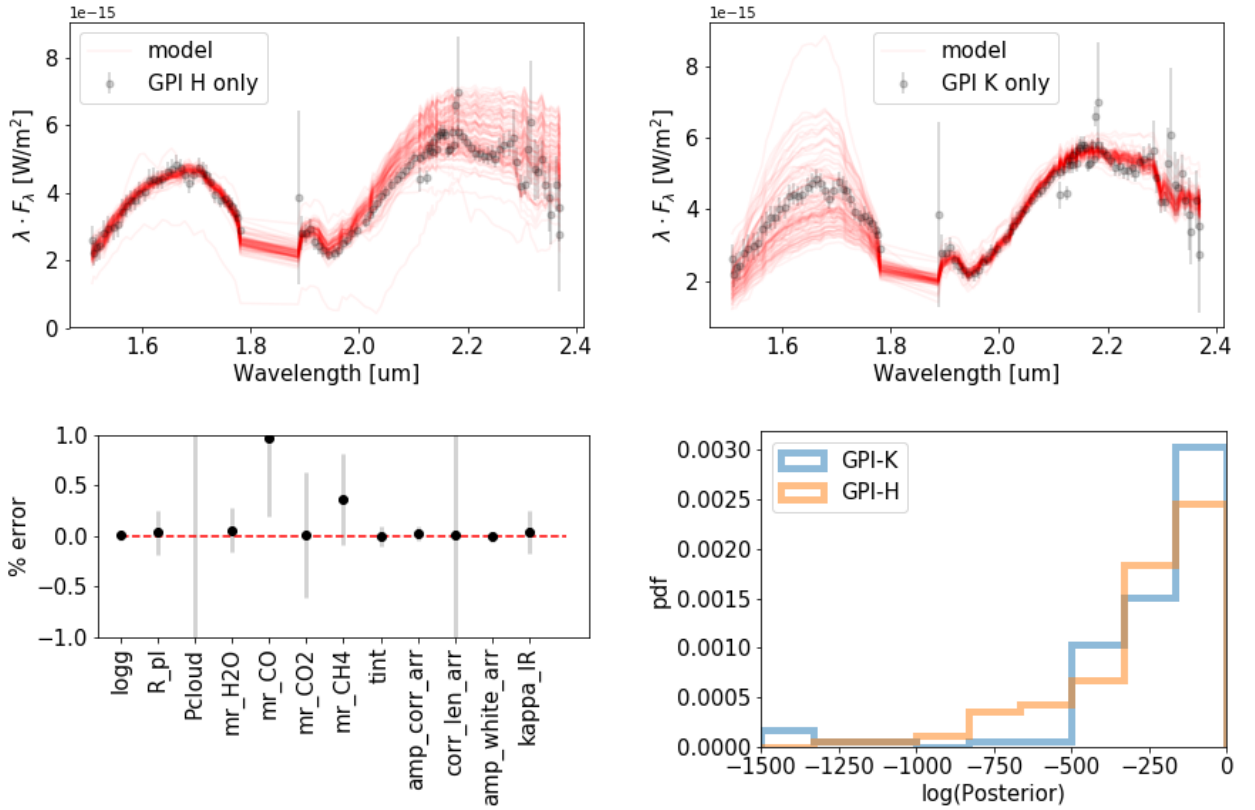 1e−15
model
GPI H only
8
6
4
2
0
λ · Fλ [W/m²]
1.6
1.8
2.0
2.2
2.4
Wavelength [um]
1e−15
model
GPI K only
8
6
4
2
λ · Fλ [W/m²]
1.6
1.8
2.0
2.2
2.4
Wavelength [um]
1.0
0.5
0.0
−0.5
−1.0
% error
logg
R_pl
Pcloud
mr_H2O
mr_CO
mr_CO2
mr_CH4
tint
amp_corr_arr
corr_len_arr
amp_white_arr
kappa_IR
GPI-K
GPI-H
0.0030
0.0025
0.0020
0.0015
0.0010
0.0005
0.0000
pdf
−1500
−1250
−1000
−750
−500
−250
0
log(Posterior)